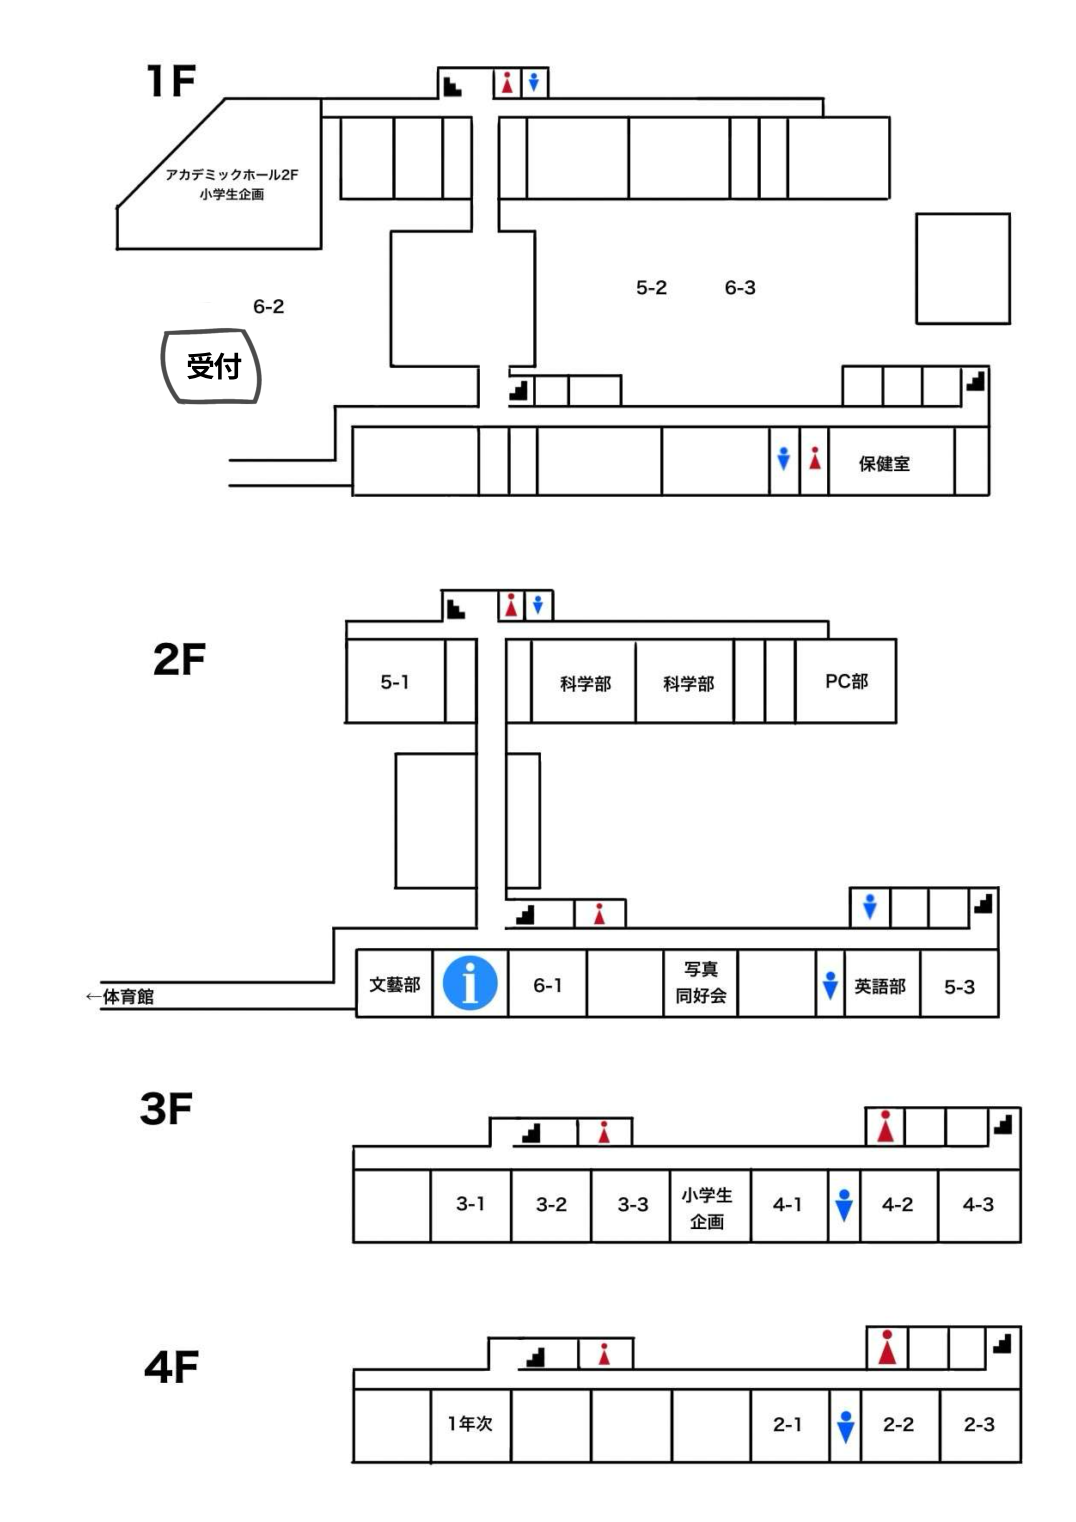 1F
アカデミックホール2F
小学生企画
5-2
6-3
6-2
受付
保健室
2F
5-1
科学部
科学部
PC部
文藝部
i
6-1
写真
同好会
英語部
5-3
←体育館
3F
3-1
3-2
3-3
小学生
企画
4-1
4-2
4-3
4F
1年次
2-1
2-2
2-3